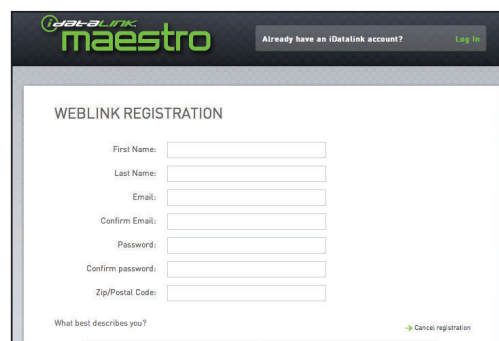 iDataLINK
maestro
Already have an iDatalink account? Log In
WEBLINK REGISTRATION
First Name:
Last Name:
Email:
Confirm Email:
Password:
Confirm password:
Zip/Postal Code:
What best describes you?
Cancel registration